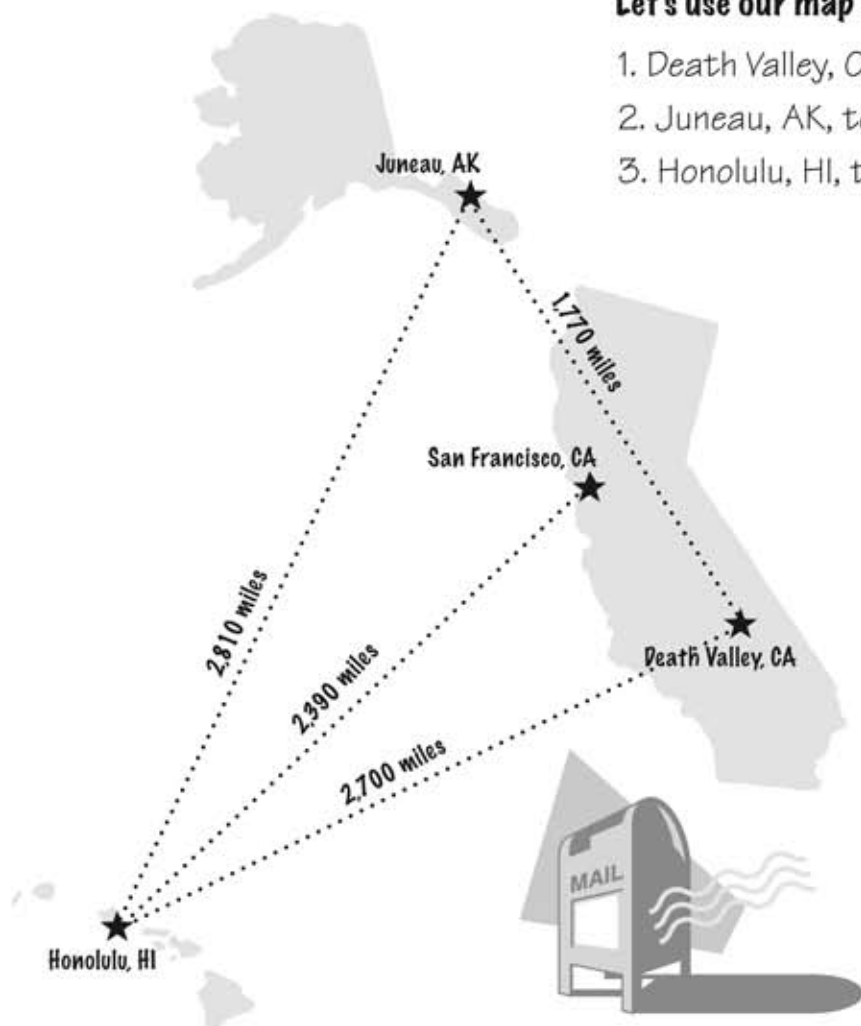 Let's use our map
1. Death Valley,
2. Juneau, AK,
3. Honolulu, HI,
Juneau, AK
1,770 miles
San Francisco, CA
2,810 miles
2,390 miles
Death Valley, CA
2,700 miles
MAIL
Honolulu, HI